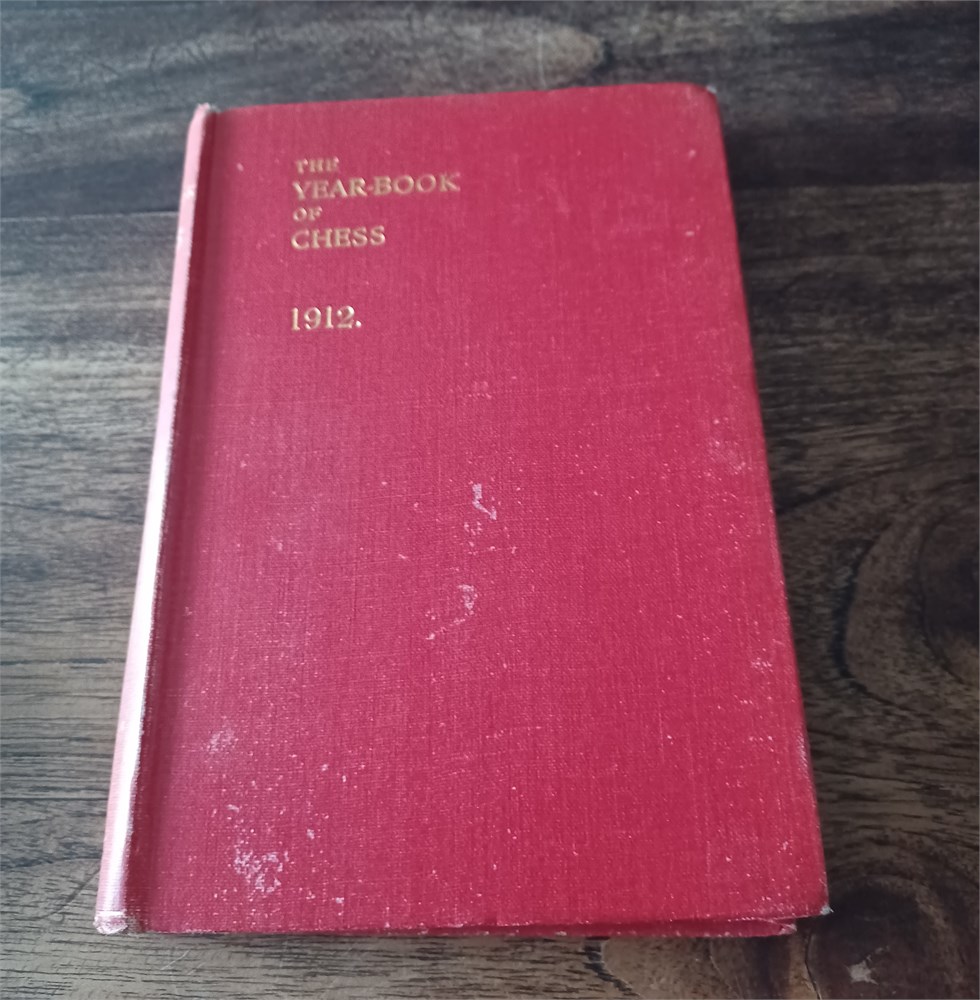 THE
YEAR-BOOK
OF
CHESS
1912.